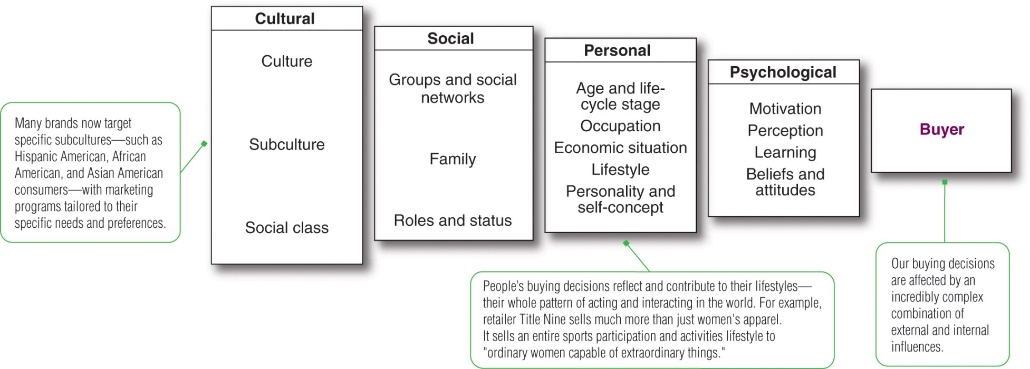 Cultural
Culture
Subculture
Social class
Social
Groups and social
networks
Family
Roles and status
Personal
Age and life-
cycle stage
Occupation
Economic situation
Lifestyle
Personality and
self-concept
Psychological
Motivation
Perception
Learning
Beliefs and
attitudes
Buyer
Many brands now target
specific subcultures—such as
Hispanic American, African
American, and Asian American
consumers—with marketing
programs tailored to their
specific needs and preferences.
People's buying decisions reflect and contribute to their lifestyles—
their whole pattern of acting and interacting in the world. For example,
retailer Title Nine sells much more than just women's apparel.
It sells an entire sports participation and activities lifestyle to
"ordinary women capable of extraordinary things."
Our buying decisions
are affected by an
incredibly complex
combination of
external and internal
influences.